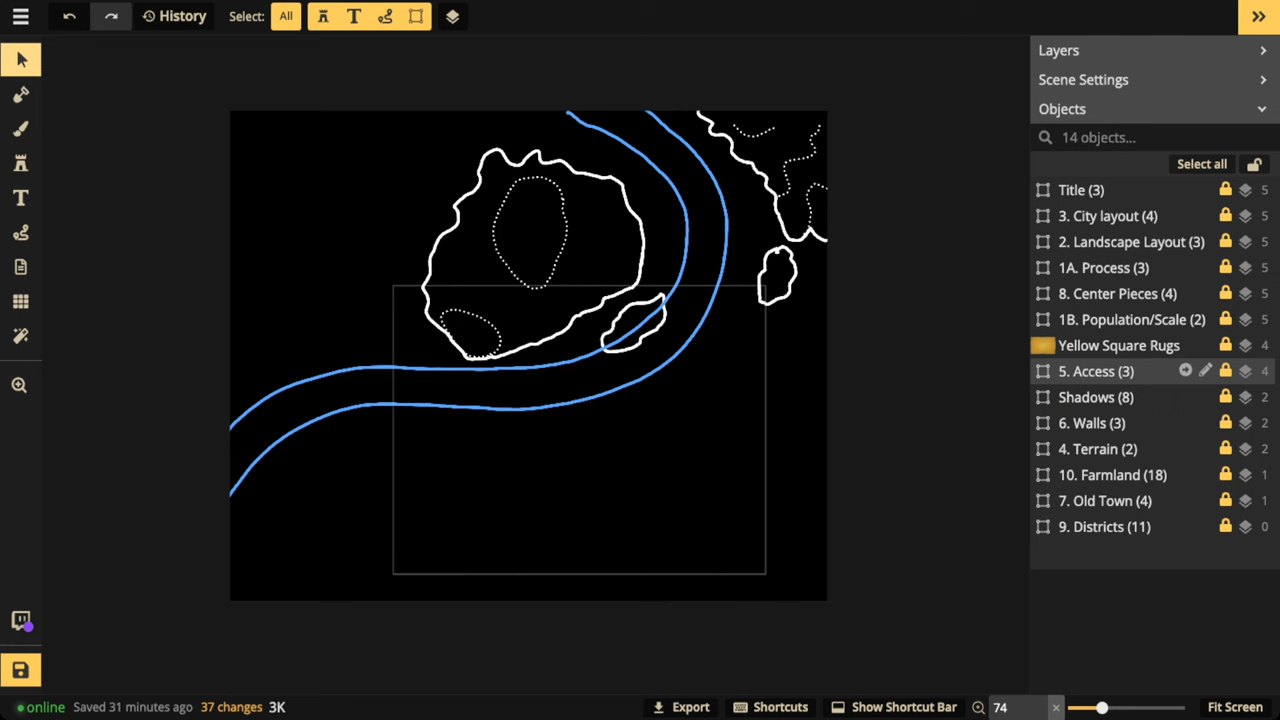 History
Select:
All
T
Layers
Scene Settings
Objects
14 objects...
Select all
Title (3) 5
3. City layout (4) 5
2. Landscape Layout (3) 5
1A. Process (3) 5
8. Center Pieces (4) 5
1B. Population/Scale (2) 5
Yellow Square Rugs 4
5. Access (3) 4
Shadows (8) 2
6. Walls (3) 2
4. Terrain (2) 2
10. Farmland (18) 1
7. Old Town (4) 1
9. Districts (11) 0
T
online Saved 31 minutes ago 37 changes 3K
Export
Shortcuts
Show Shortcut Bar
74 ×
Fit Screen